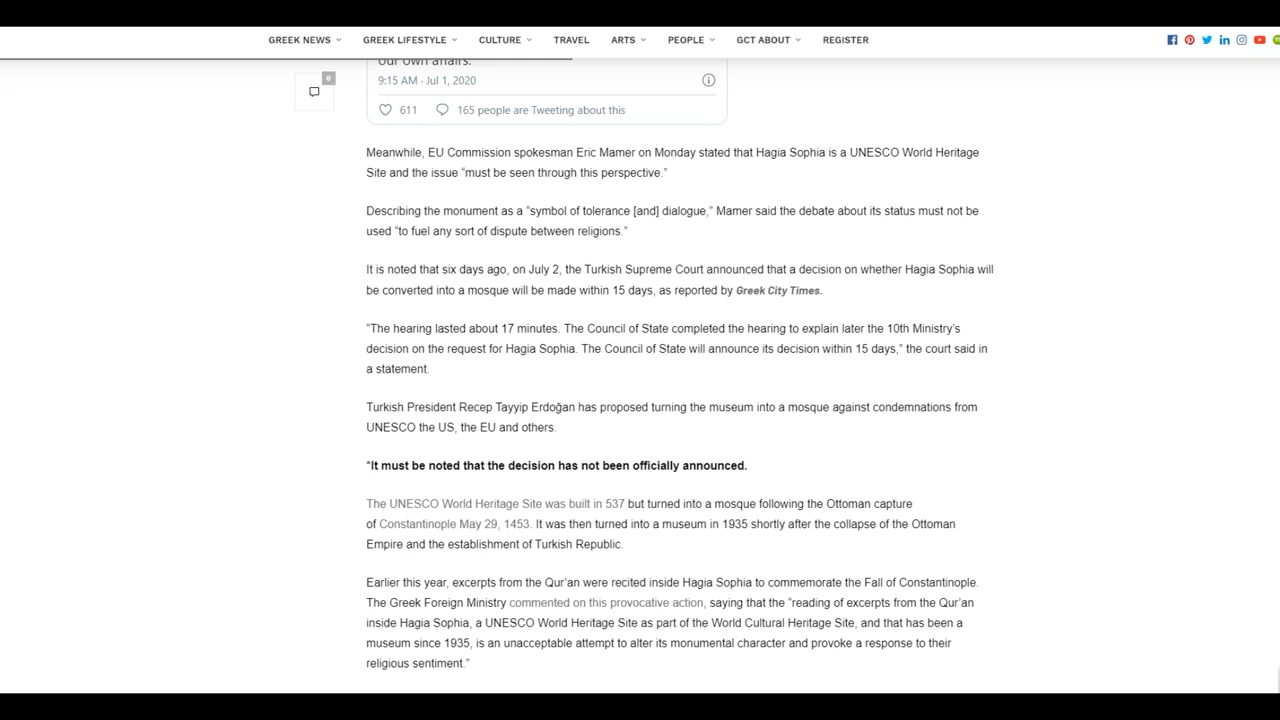 GREEK NEWS GREEK LIFESTYLE CULTURE TRAVEL ARTS PEOPLE GCT ABOUT REGISTER
our own affairs.
0
9:15 AM · Jul 1, 2020
611 165 people are Tweeting about this
Meanwhile, EU Commission spokesman Eric Mamer on Monday stated that Hagia Sophia is a UNESCO World Heritage
Site and the issue “must be seen through this perspective.”
Describing the monument as a “symbol of tolerance [and] dialogue,” Mamer said the debate about its status must not be
used “to fuel any sort of dispute between religions.”
It is noted that six days ago, on July 2, the Turkish Supreme Court announced that a decision on whether Hagia Sophia will
be converted into a mosque will be made within 15 days, as reported by Greek City Times.
“The hearing lasted about 17 minutes. The Council of State completed the hearing to explain later the 10th Ministry’s
decision on the request for Hagia Sophia. The Council of State will announce its decision within 15 days,” the court said in
a statement.
Turkish President Recep Tayyip Erdoğan has proposed turning the museum into a mosque against condemnations from
UNESCO the US, the EU and others.
*It must be noted that the decision has not been officially announced.
The UNESCO World Heritage Site was built in 537 but turned into a mosque following the Ottoman capture
of Constantinople May 29, 1453. It was then turned into a museum in 1935 shortly after the collapse of the Ottoman
Empire and the establishment of Turkish Republic.
Earlier this year, excerpts from the Qur’an were recited inside Hagia Sophia to commemorate the Fall of Constantinople.
The Greek Foreign Ministry commented on this provocative action, saying that the “reading of excerpts from the Qur’an
inside Hagia Sophia, a UNESCO World Heritage Site as part of the World Cultural Heritage Site, and that has been a
museum since 1935, is an unacceptable attempt to alter its monumental character and provoke a response to their
religious sentiment.”